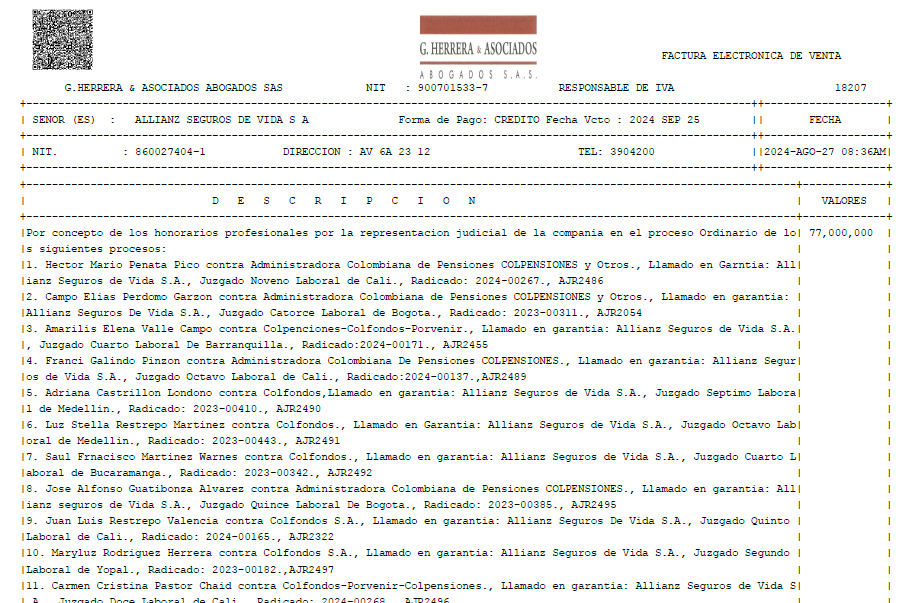 G. HERRERA & ASOCIADOS
ABOGADOS S.A.S.
FACTURA ELECTRONICA DE VENTA
G.HERRERA & ASOCIADOS ABOGADOS SAS NIT : 900701533-7 RESPONSABLE DE IVA 18207
SENOR (ES) : ALLIANZ SEGUROS DE VIDA S A Forma de Pago: CREDITO Fecha Vcto : 2024 SEP 25 FECHA
NIT. : 860027404-1 DIRECCION : AV 6A 23 12 TEL: 3904200 2024-AGO-27 08:36AM
D E S C R I P C I O N VALORES
Por concepto de los honorarios profesionales por la representacion judicial de la compania en el proceso Ordinario de lo 77,000,000
s siguientes procesos:
1. Hector Mario Penata Pico contra Administradora Colombiana de Pensiones COLPENSIONES y Otros., Llamado en Garntia: All
ianz Seguros de Vida S.A., Juzgado Noveno Laboral de Cali., Radicado: 2024-00267., AJR2486
2. Campo Elias Perdomo Garzon contra Administradora Colombiana de Pensiones COLPENSIONES y Otros., Llamado en garantia:
Allianz Seguros De Vida S.A., Juzgado Catorce Laboral de Bogota., Radicado: 2023-00311., AJR2054
3. Amarilis Elena Valle Campo contra Colpenciones-Colfondos-Porvenir., Llamado en garantia: Allianz Seguros de Vida S.A.
, Juzgado Cuarto Laboral De Barranquilla., Radicado:2024-00171., AJR2455
4. Franci Galindo Pinzon contra Administradora Colombiana De Pensiones COLPENSIONES., Llamado en garantia: Allianz Segur
os de Vida S.A., Juzgado Octavo Laboral de Cali., Radicado:2024-00137.,AJR2489
5. Adriana Castrillon Londono contra Colfondos,Llamado en garantia: Allianz Seguros de Vida S.A., Juzgado Septimo Labora
l de Medellin., Radicado: 2023-00410., AJR2490
6. Luz Stella Restrepo Martinez contra Colfondos., Llamado en Garantia: Allianz Seguros de Vida S.A., Juzgado Octavo Lab
oral de Medellin., Radicado: 2023-00443., AJR2491
7. Saul Frnacisco Martinez Warnes contra Colfondos., Llamado en garantia: Allianz Seguros de Vida S.A., Juzgado Cuarto L
aboral de Bucaramanga., Radicado: 2023-00342., AJR2492
8. Jose Alfonso Guatibonza Alvarez contra Administradora Colombiana de Pensiones COLPENSIONES., Llamado en garantia: All
ianz seguros de Vida S.A., Juzgado Quince Laboral De Bogota., Radicado: 2023-00385., AJR2495
9. Juan Luis Restrepo Valencia contra Colfondos S.A., Llamado en garantia: Allianz Seguros De Vida S.A., Juzgado Quinto
Laboral de Cali., Radicado: 2024-00165., AJR2322
10. Maryluz Rodriguez Herrera contra Colfondos S.A., Llamado en garantia: Allianz Seguros de Vida S.A., Juzgado Segundo
Laboral de Yopal., Radicado: 2023-00182.,AJR2497
11. Carmen Cristina Pastor Chaid contra Colfondos-Porvenir-Colpensiones., Llamado en garantia: Allianz Seguros de Vida S
.A., Juzgado Doce Laboral de Cali., Radicado: 2024-00268., AJR2496